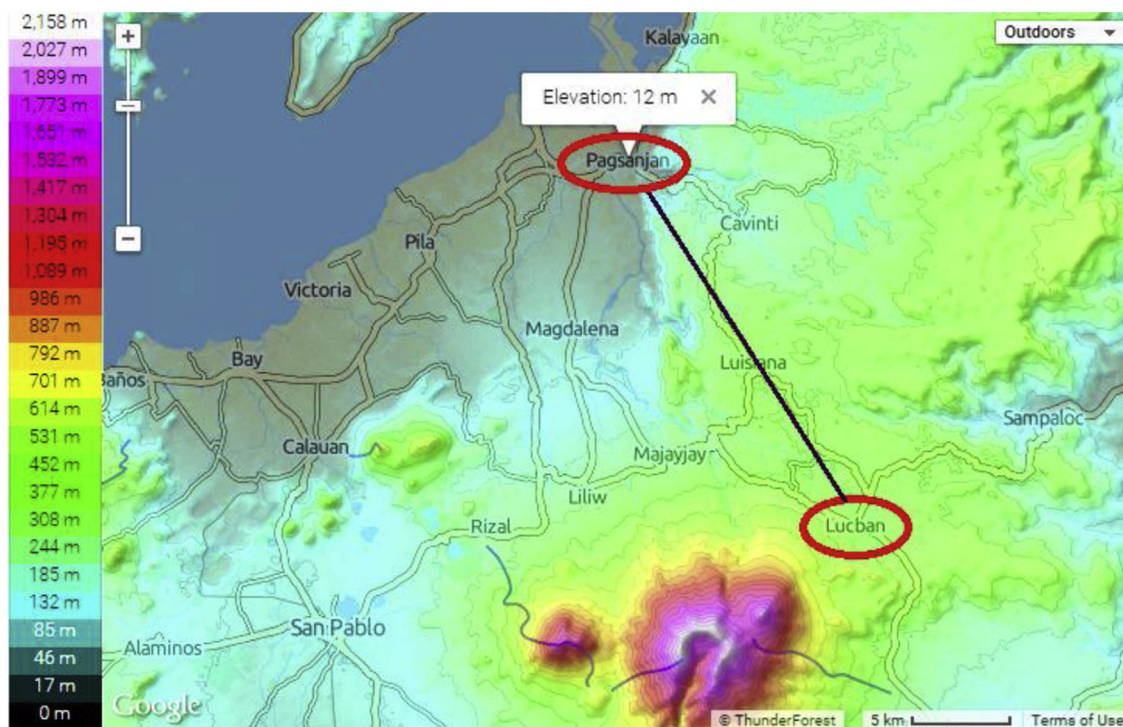 2,158 m
2,027 m
1,899 m
1,773 m
1,651 m
1,532 m
1,417 m
1,304 m
1,195 m
1,089 m
986 m
887 m
792 m
701 m
614 m
531 m
452 m
377 m
308 m
244 m
185 m
132 m
85 m
46 m
17 m
0 m
+
−
Outdoors
Kalayaan
Elevation: 12 m ×
Pagsanjan
Cavinti
Pila
Victoria
Magdalena
Bay
Luisiana
Baños
Sampaloc
Calauan
Majayjay
Liliw
Rizal
Lucban
San Pablo
Alaminos
Google
© ThunderForest
5 km
Terms of Use